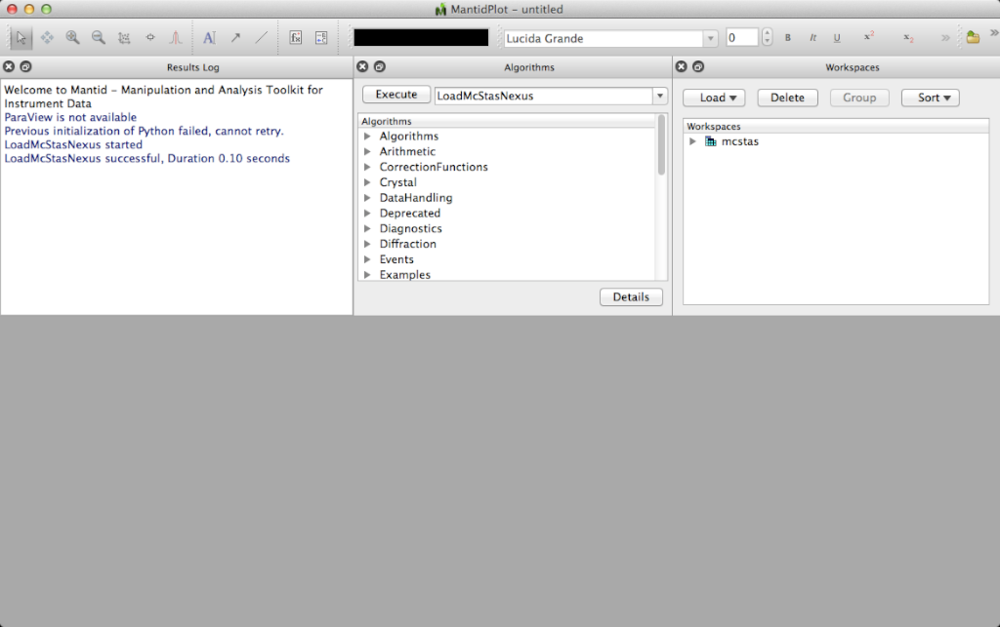 MantidPlot – untitled
Lucida Grande
0
B
It
U
x²
x₂
Results Log
Algorithms
Workspaces
Welcome to Mantid – Manipulation and Analysis Toolkit for
Instrument Data
ParaView is not available
Previous initialization of Python failed, cannot retry.
LoadMcStasNexus started
LoadMcStasNexus successful, Duration 0.10 seconds
Execute
LoadMcStasNexus
Algorithms
Algorithms
Arithmetic
CorrectionFunctions
Crystal
DataHandling
Deprecated
Diagnostics
Diffraction
Events
Examples
Details
Load
Delete
Group
Sort
Workspaces
mcstas